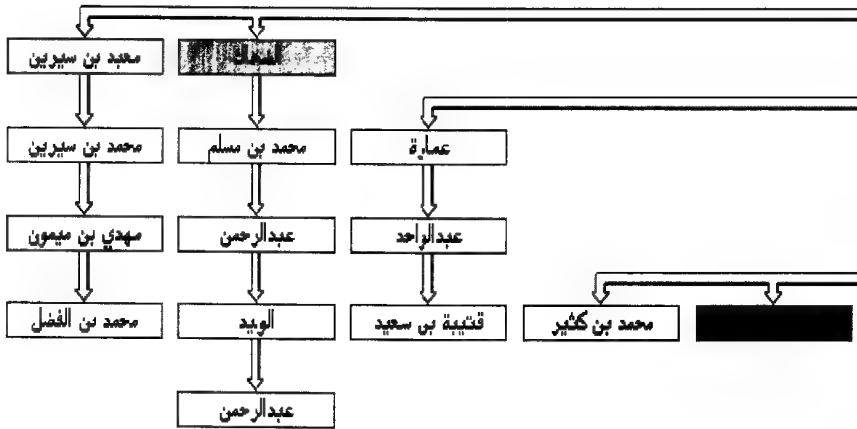 معبد بن سيرين
عمارة
محمد بن مسلم
محمد بن سيرين
عبدالواحد
عبدالرحمن
مهدي بن ميمون
محمد بن كثير
قتيبة بن سعيد
الوليد
محمد بن الفضل
عبدالرحمن